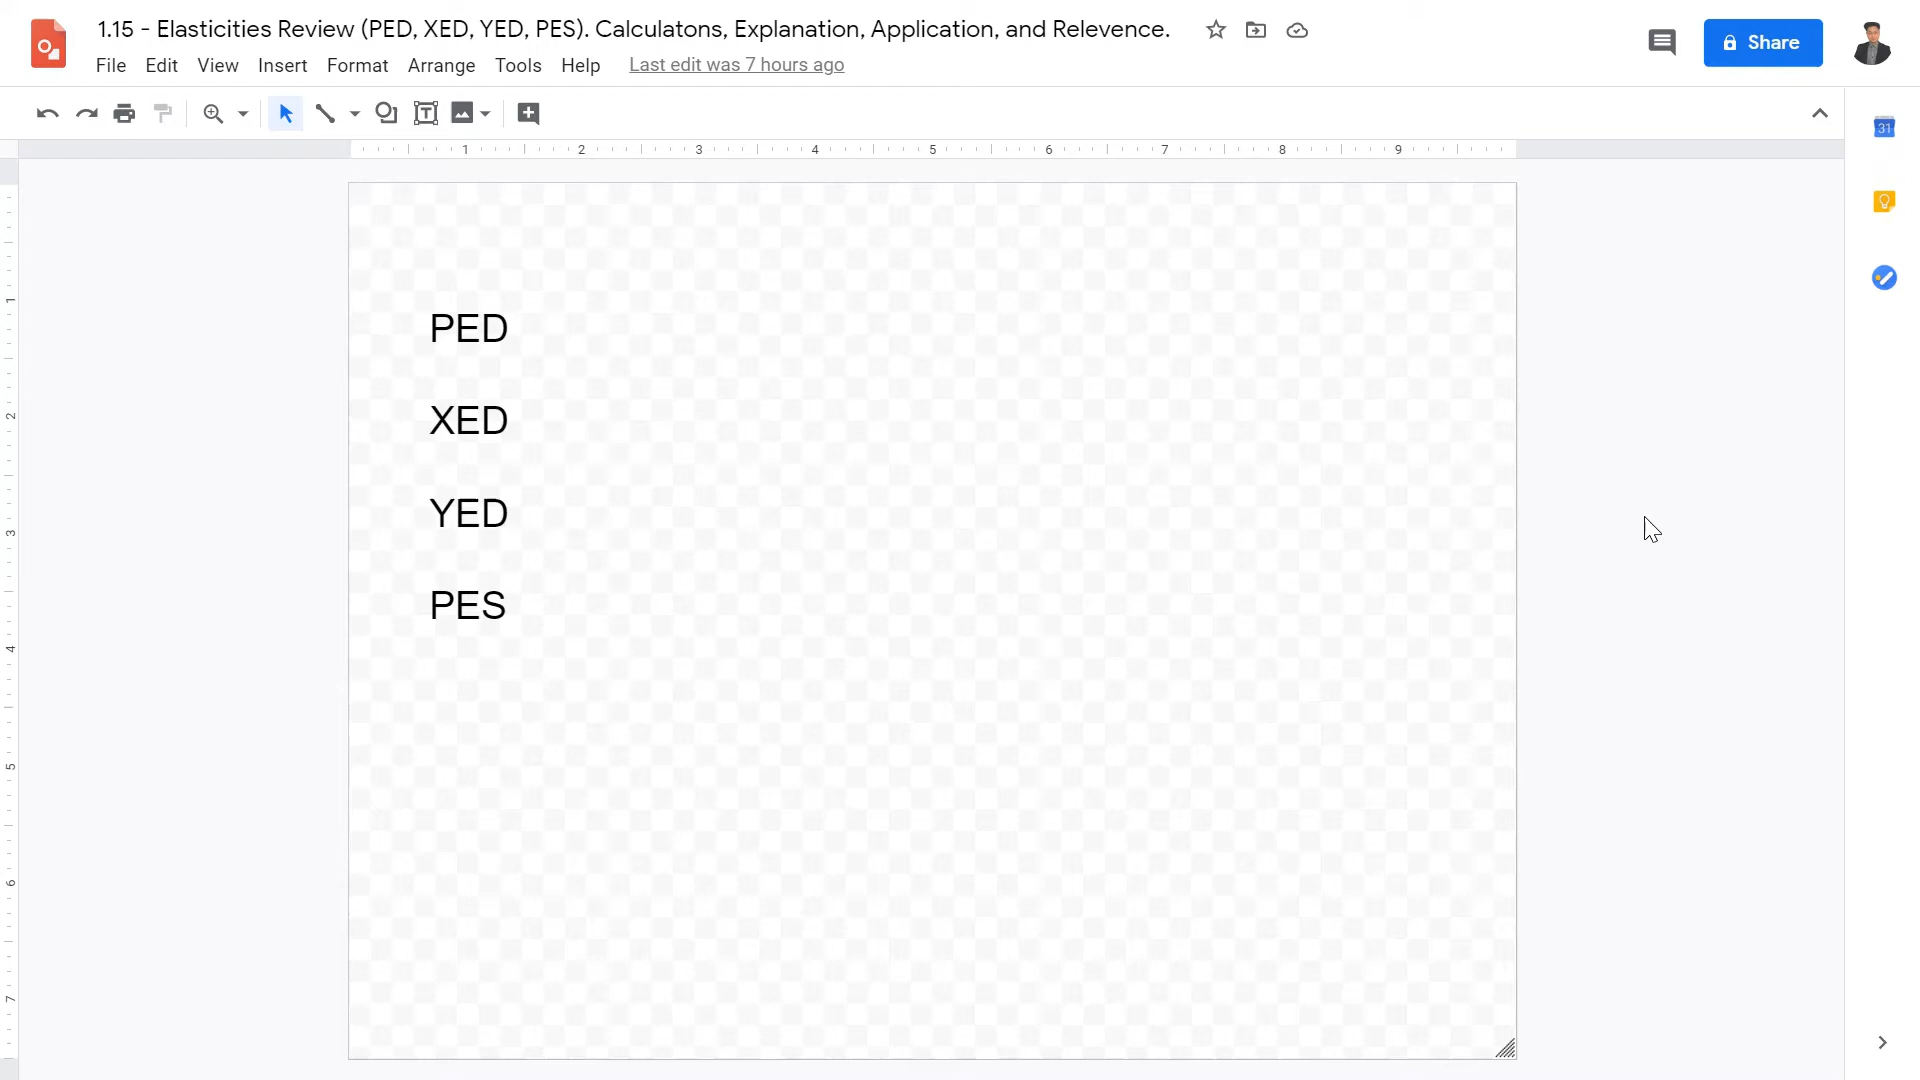 1.15 - Elasticities Review (PED, XED, YED, PES). Calculatons, Explanation, Application, and Relevence.
File Edit View Insert Format Arrange Tools Help Last edit was 7 hours ago
Share
31
1 2 3 4 5 6 7 8 9
1
2
3
4
5
6
7
PED
XED
YED
PES